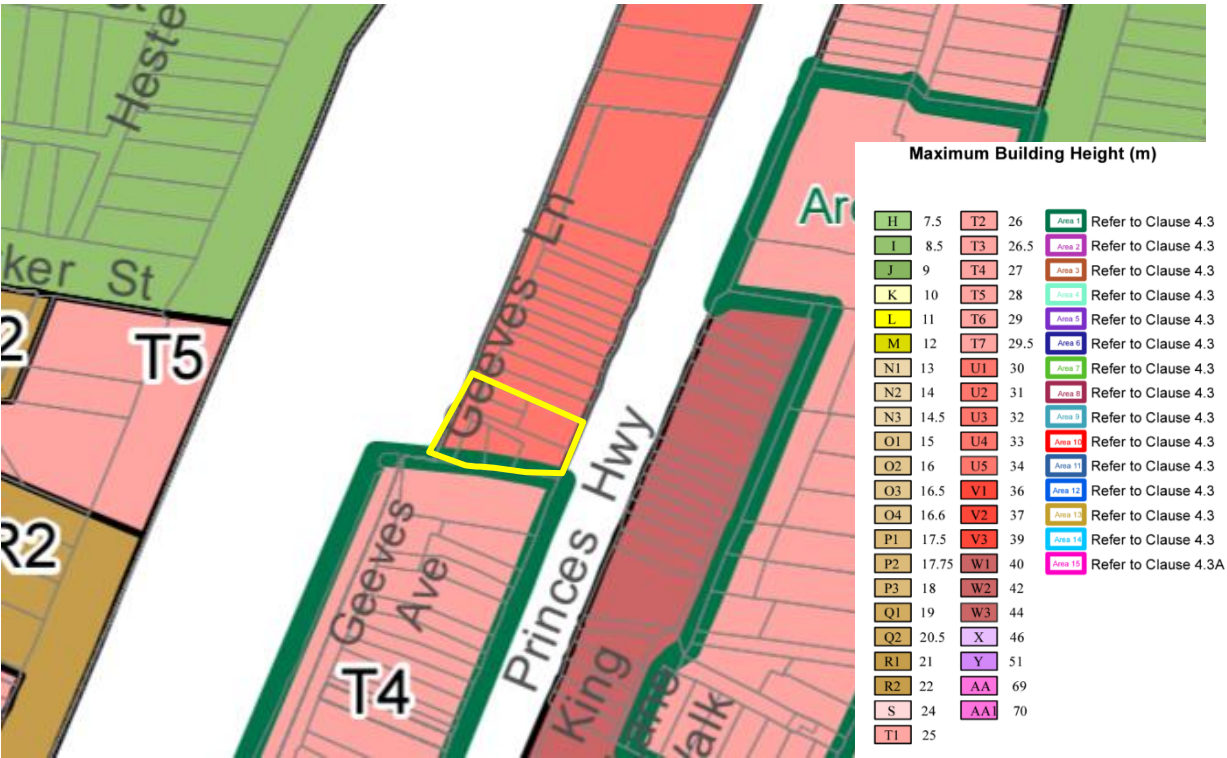 Heste
ker St
T5
2
R2
Geeves Ln
Geeves
Ave
T4
Princes Hwy
King
Walk
Are
Maximum Building Height (m)
H 7.5 T2 26 Area 1 Refer to Clause 4.3
I 8.5 T3 26.5 Area 2 Refer to Clause 4.3
J 9 T4 27 Area 3 Refer to Clause 4.3
K 10 T5 28 Area 4 Refer to Clause 4.3
L 11 T6 29 Area 5 Refer to Clause 4.3
M 12 T7 29.5 Area 6 Refer to Clause 4.3
N1 13 U1 30 Area 7 Refer to Clause 4.3
N2 14 U2 31 Area 8 Refer to Clause 4.3
N3 14.5 U3 32 Area 9 Refer to Clause 4.3
O1 15 U4 33 Area 10 Refer to Clause 4.3
O2 16 U5 34 Area 11 Refer to Clause 4.3
O3 16.5 V1 36 Area 12 Refer to Clause 4.3
O4 16.6 V2 37 Area 13 Refer to Clause 4.3
P1 17.5 V3 39 Area 14 Refer to Clause 4.3
P2 17.75 W1 40 Area 15 Refer to Clause 4.3A
P3 18 W2 42
Q1 19 W3 44
Q2 20.5 X 46
R1 21 Y 51
R2 22 AA 69
S 24 AA1 70
T1 25